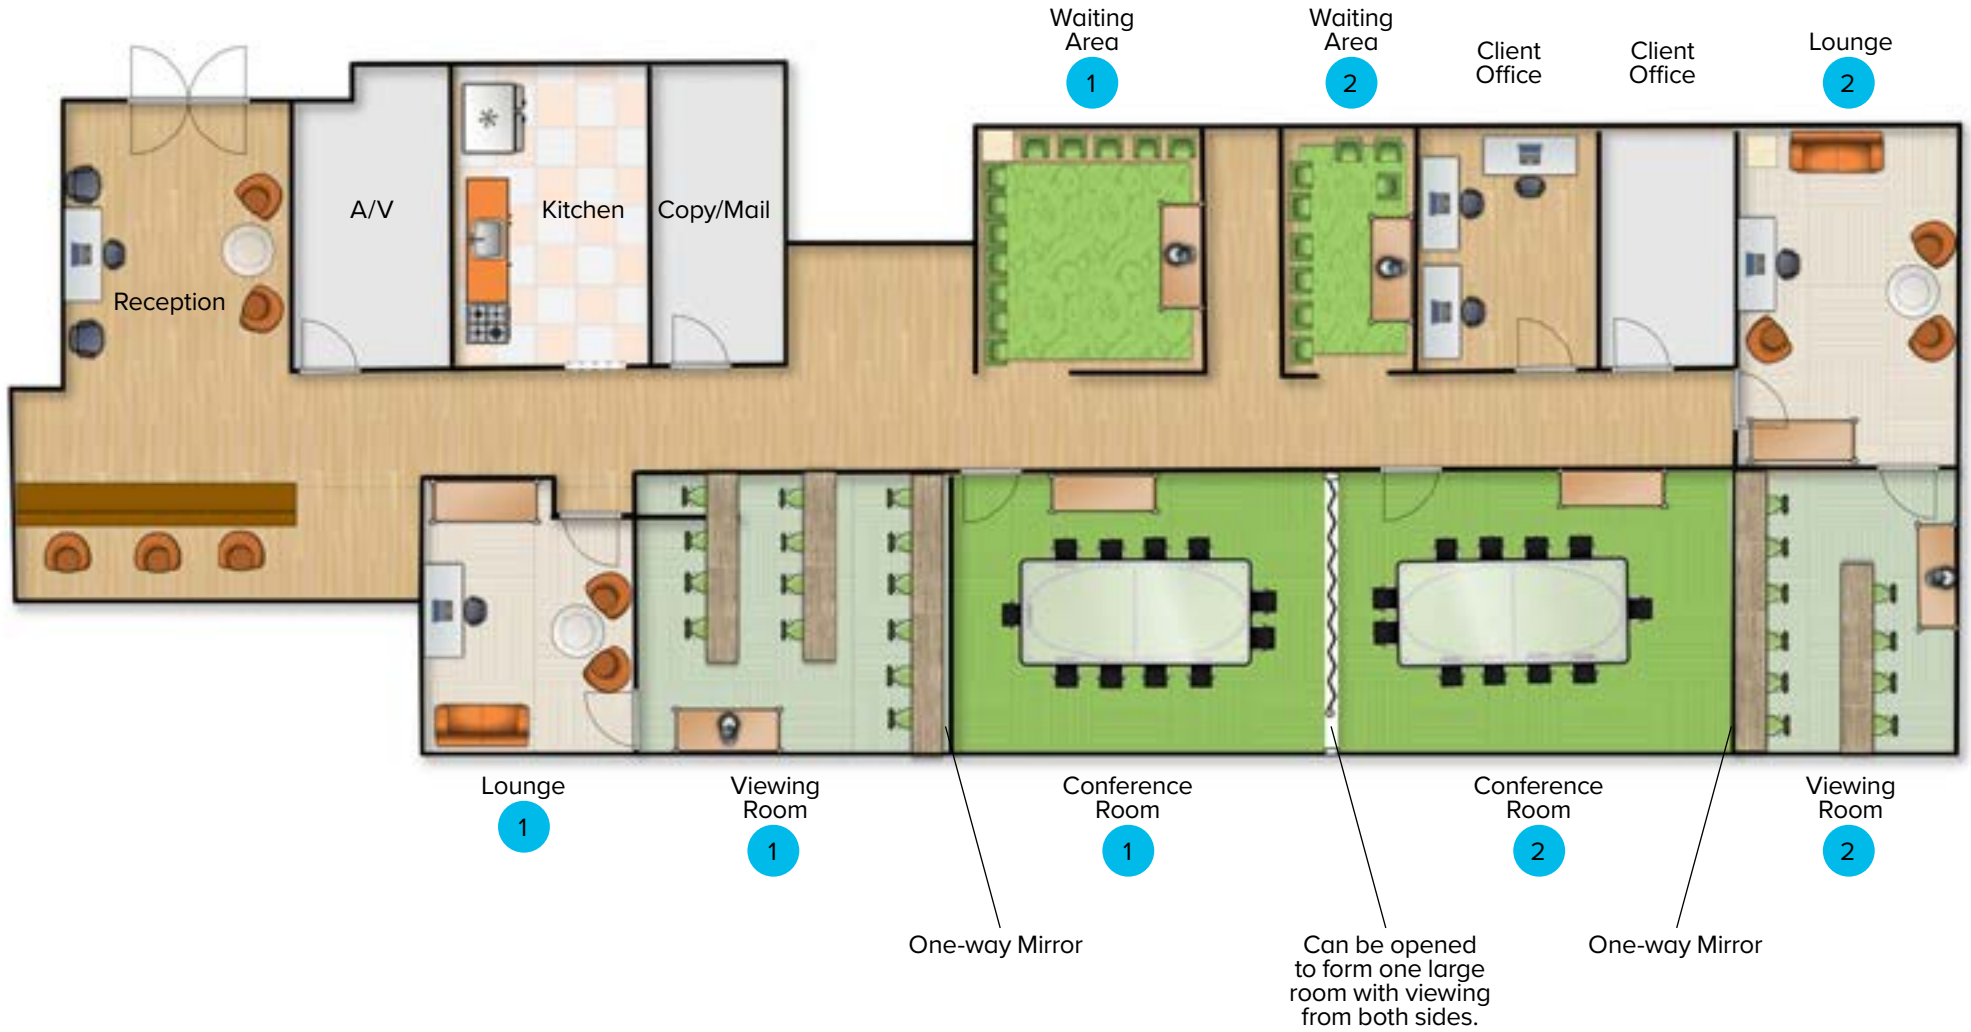 Waiting
Area
1
Waiting
Area
2
Client
Office
Client
Office
Lounge
2
A/V
Kitchen
Copy/Mail
Reception
Lounge
1
Viewing
Room
1
Conference
Room
1
Conference
Room
2
Viewing
Room
2
One-way Mirror
Can be opened
to form one large
room with viewing
from both sides.
One-way Mirror